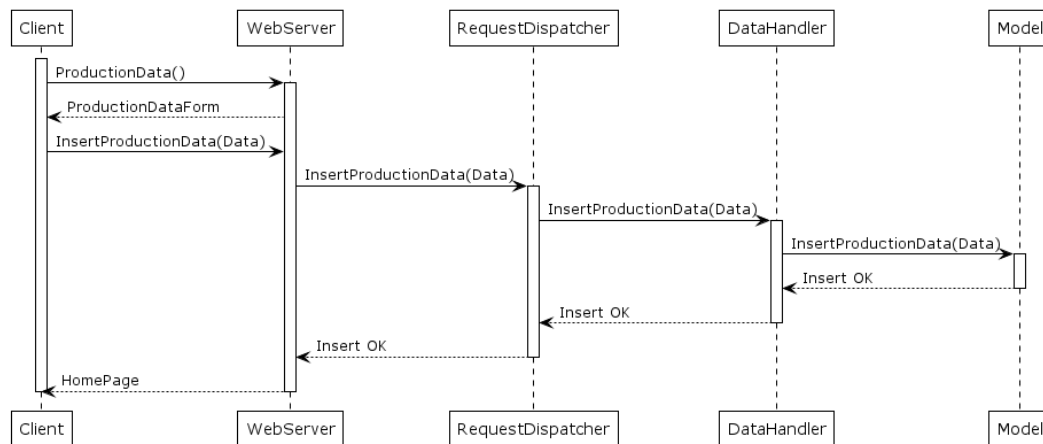 Client WebServer RequestDispatcher DataHandler Model
ProductionData()
ProductionDataForm
InsertProductionData(Data)
InsertProductionData(Data)
InsertProductionData(Data)
InsertProductionData(Data)
Insert OK
Insert OK
Insert OK
HomePage
Client WebServer RequestDispatcher DataHandler Model